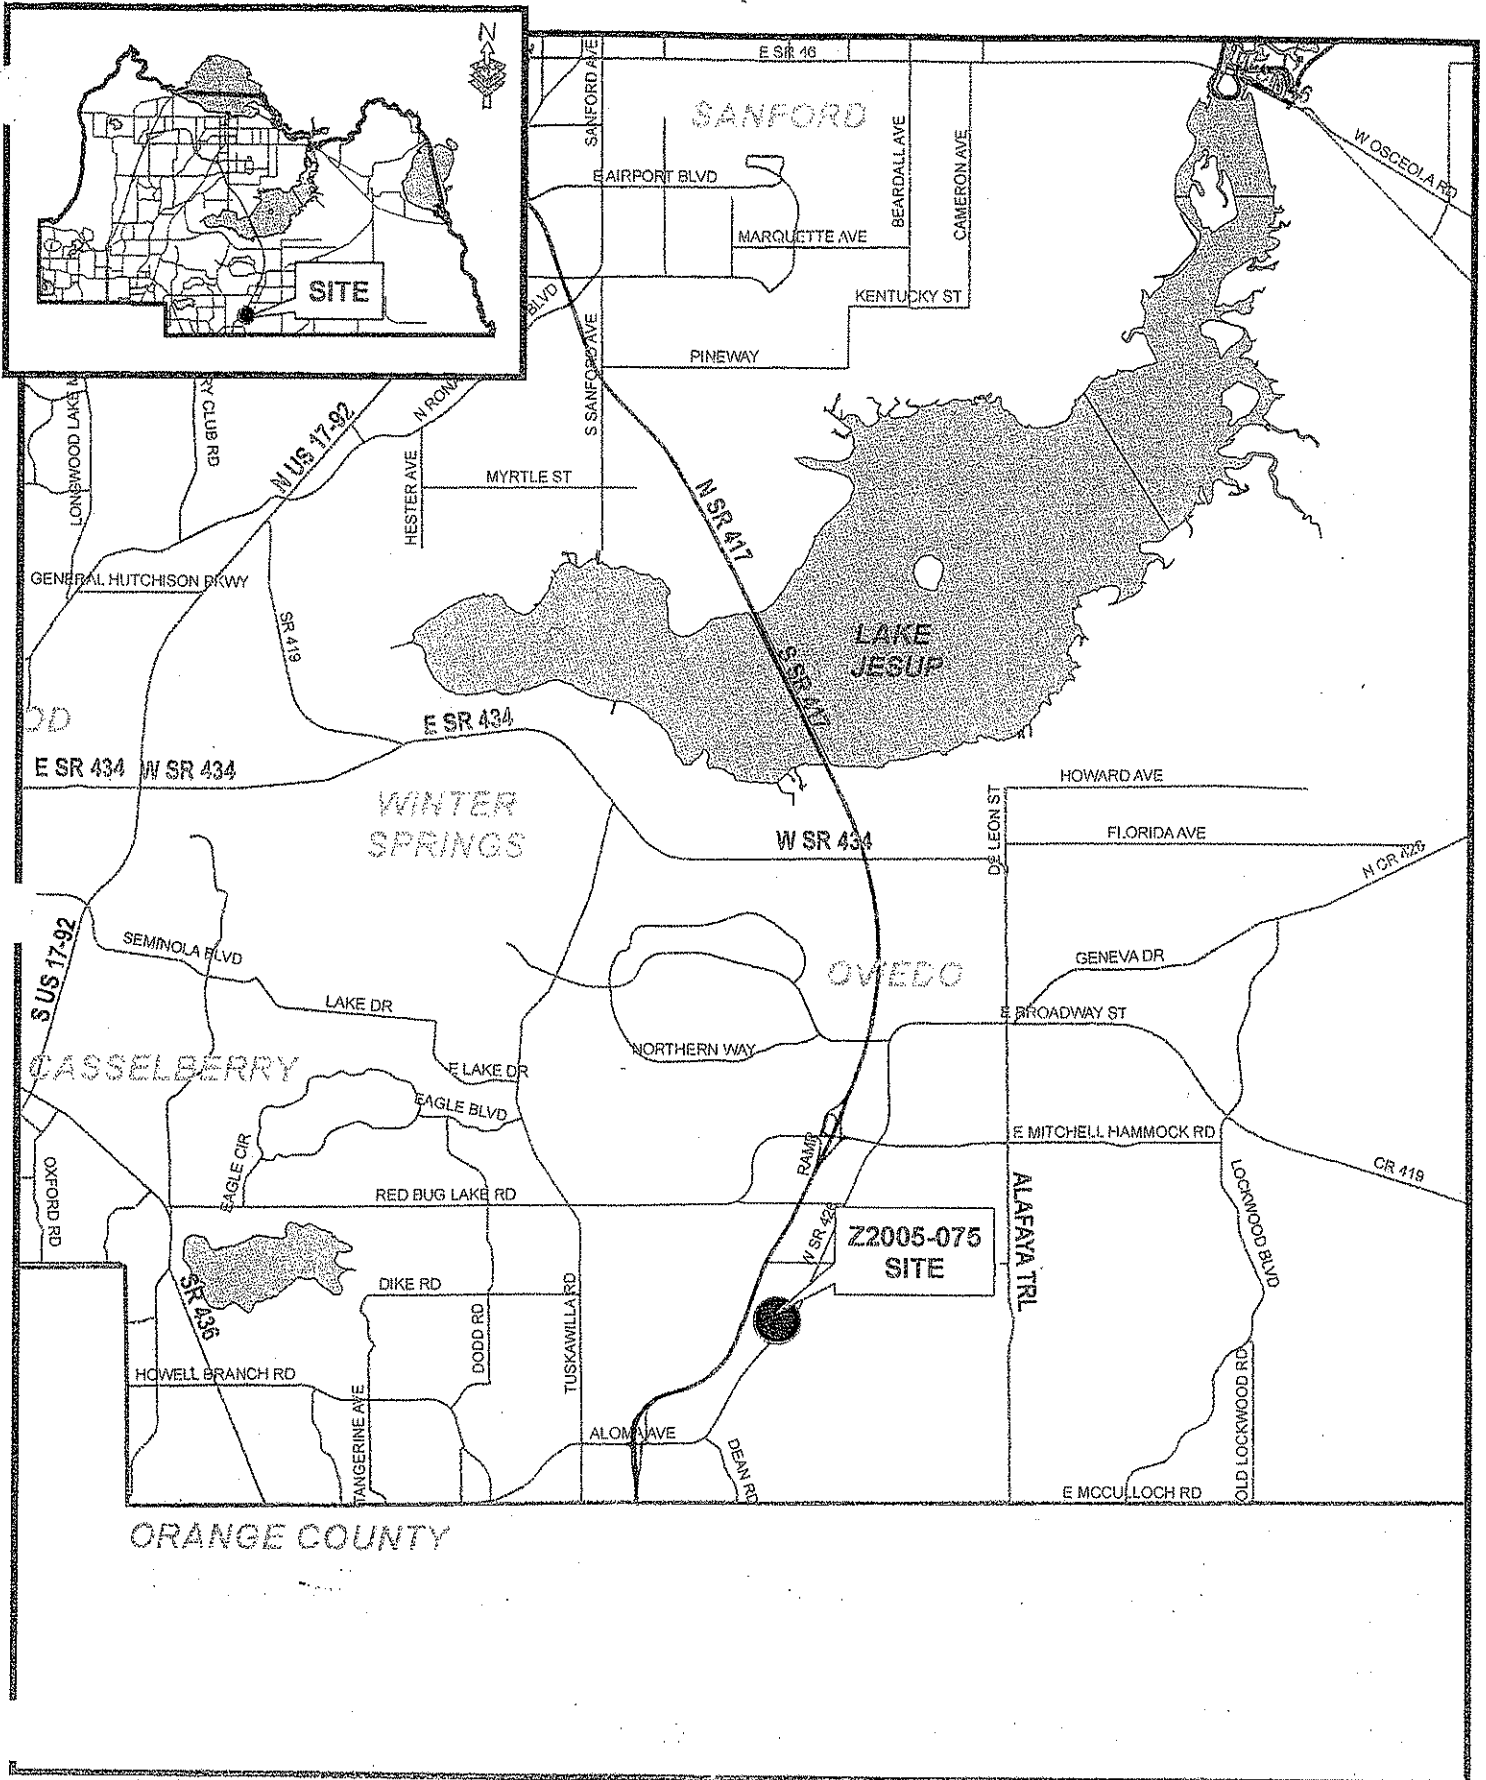 N
SITE
E SR 46
SANFORD AVE
SANFORD
BEARDALL AVE
CAMERON AVE
W OSCEOLA RD
E AIRPORT BLVD
MARQUETTE AVE
KENTUCKY ST
BLVD
S SANFORD AVE
PINEWAY
LONGWOOD LAKE M
RY CLUB RD
N US 17-92
N RONA
HESTER AVE
MYRTLE ST
N SR 417
GENERAL HUTCHISON PKWY
SR 419
LAKE
JESUP
S SR 417
OD
E SR 434
E SR 434
W SR 434
WINTER
SPRINGS
W SR 434
HOWARD AVE
DE LEON ST
FLORIDA AVE
N CR 426
S US 17-92
SEMINOLA BLVD
LAKE DR
OVIEDO
GENEVA DR
E BROADWAY ST
NORTHERN WAY
CASSELBERRY
E LAKE DR
EAGLE BLVD
EAGLE CIR
RAMP
E MITCHELL HAMMOCK RD
CR 419
OXFORD RD
RED BUG LAKE RD
W SR 426
Z2005-075
SITE
ALAFAYA TRL
LOCKWOOD BLVD
SR 436
DIKE RD
DODD RD
TUSKAWILLA RD
HOWELL BRANCH RD
TANGERINE AVE
ALOMA AVE
DEAN RD
OLD LOCKWOOD RD
E MCCULLOCH RD
ORANGE COUNTY